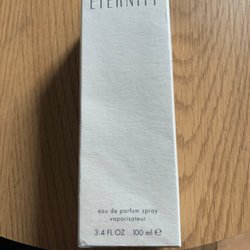 ETERNITY
eau de parfum spray
vaporisateur
3.4 FL OZ 100 ml ℮